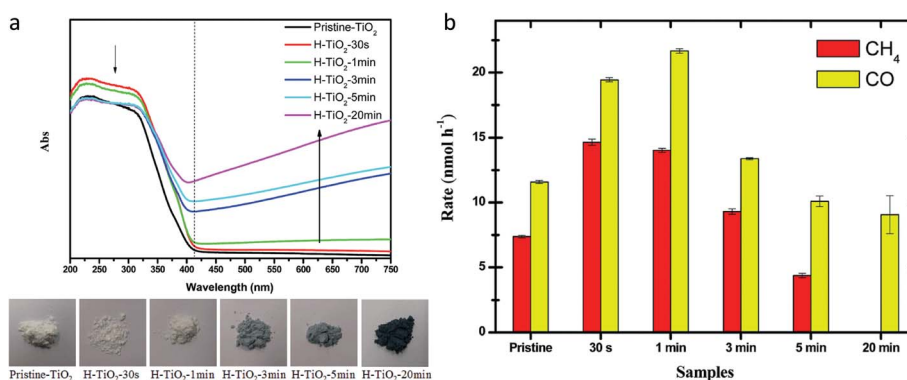 a
Abs
Pristine-TiO₂
H-TiO₂-30s
H-TiO₂-1min
H-TiO₂-3min
H-TiO₂-5min
H-TiO₂-20min
200 250 300 350 400 450 500 550 600 650 700 750
Wavelength (nm)
Pristine-TiO₂ H-TiO₂-30s H-TiO₂-1min H-TiO₂-3min H-TiO₂-5min H-TiO₂-20min
b
CH₄
CO
Rate (nmol h⁻¹)
20
15
10
5
0
Pristine 30 s 1 min 3 min 5 min 20 min
Samples